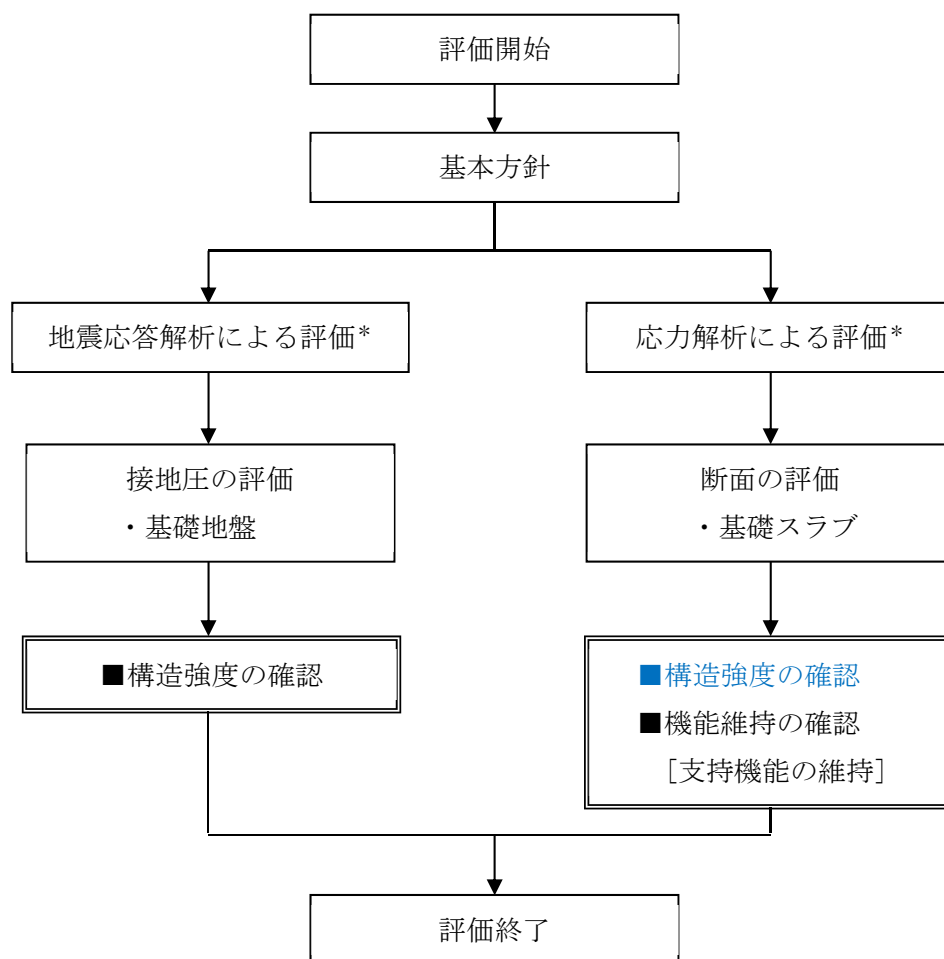 評価開始
基本方針
地震応答解析による評価*
応力解析による評価*
接地圧の評価
・基礎地盤
断面の評価
・基礎スラブ
■構造強度の確認
■構造強度の確認
■機能維持の確認
［支持機能の維持］
評価終了